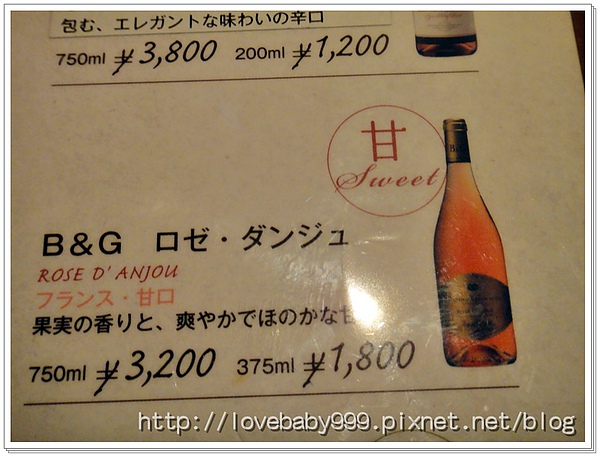 包む、エレガントな味わいの辛口
750ml ¥3,800 200ml ¥1,200
甘
Sweet
B&G ロゼ・ダンジュ
ROSE D'ANJOU
フランス・甘口
果実の香りと、爽やかでほのかな甘
750ml ¥3,200 375ml ¥1,800
http://lovebaby999.pixnet.net/blog